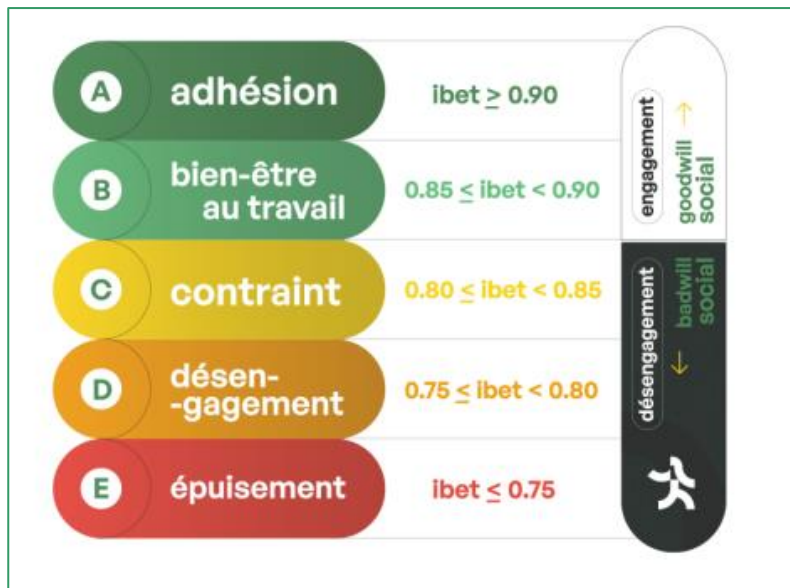 A
adhésion
ibet ≥ 0.90
B
bien-être
au travail
0.85 ≤ ibet < 0.90
C
contraint
0.80 ≤ ibet < 0.85
D
désen-
-gagement
0.75 ≤ ibet < 0.80
E
épuisement
ibet ≤ 0.75
engagement
goodwill →
social
désengagement
← badwill
social